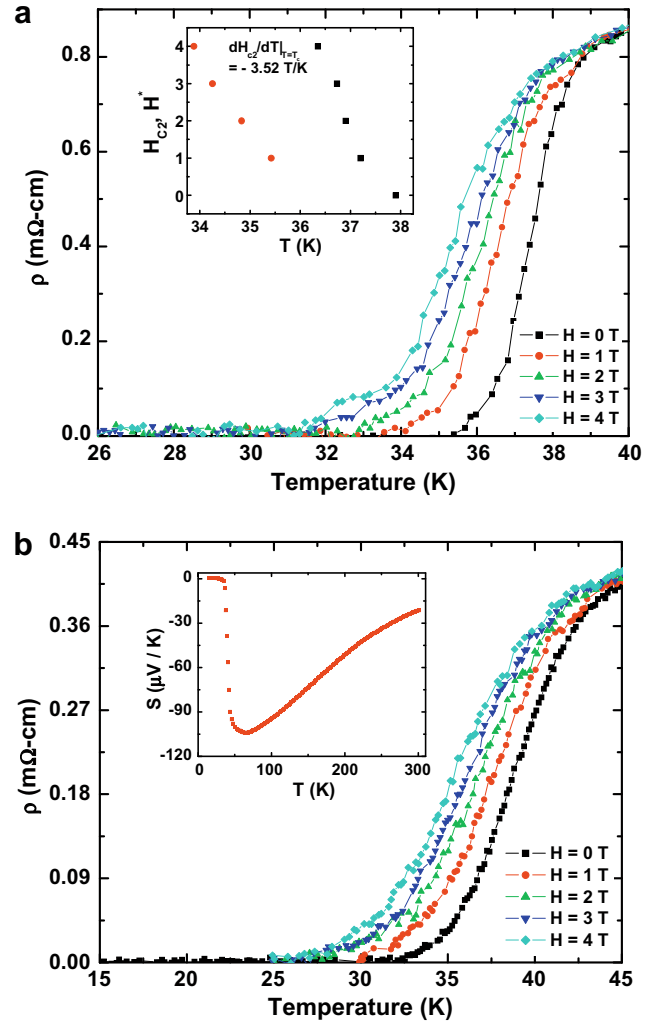 a
0.8
0.6
0.4
0.2
0.0
ρ (mΩ-cm)
26 28 30 32 34 36 38 40
Temperature (K)
4
3
2
1
0
H_C2, H*
34 35 36 37 38
T (K)
dH_c2/dT|_T=T_c
= - 3.52 T/K
H = 0 T
H = 1 T
H = 2 T
H = 3 T
H = 4 T
b
0.45
0.36
0.27
0.18
0.09
0.00
ρ (mΩ-cm)
15 20 25 30 35 40 45
Temperature (K)
0
-30
-60
-90
-120
S (μV / K)
0 100 200 300
T (K)
H = 0 T
H = 1 T
H = 2 T
H = 3 T
H = 4 T